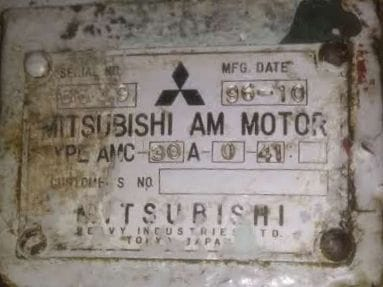 SERIAL NO. MFG. DATE
96-10
MITSUBISHI AM MOTOR
TYPE AMC-30A-0-41
CUSTOMER'S NO.
MITSUBISHI
HEAVY INDUSTRIES, LTD.
TOKYO JAPAN